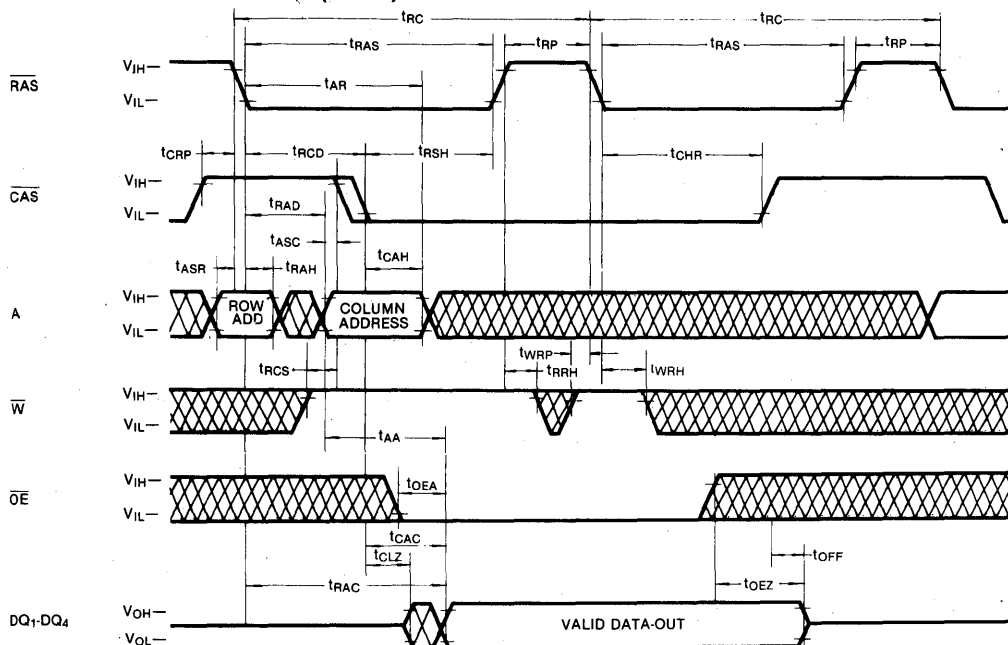 tRC tRC
tRAS tRP tRAS tRP
RAS VIH— VIL— tAR
tCRP tRCD tRSH tCHR
CAS VIH— VIL— tRAD
tASC
tASR tRAH tCAH
A VIH— VIL— ROW ADD COLUMN ADDRESS
tRCS tWRP tRRH tWRH
W VIH— VIL—
tAA
OE VIH— VIL— tOEA
tCAC
tCLZ tOFF
tRAC tOEZ
DQ1-DQ4 VOH— VOL— VALID DATA-OUT